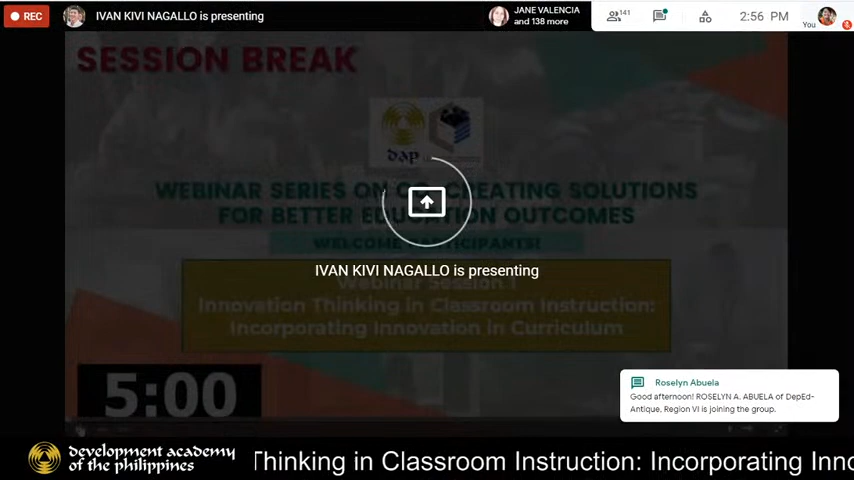 REC
IVAN KIVI NAGALLO is presenting
JANE VALENCIA
and 138 more
141
2:56 PM
You
SESSION BREAK
dap
WEBINAR SERIES ON CO-CREATING SOLUTIONS
FOR BETTER EDUCATION OUTCOMES
WELCOME PARTICIPANTS!
IVAN KIVI NAGALLO is presenting
Webinar Session 1
Innovation Thinking in Classroom Instruction:
Incorporating Innovation in Curriculum
5:00
Roselyn Abuela
Good afternoon! ROSELYN A. ABUELA of DepEd-
Antique, Region VI is joining the group.
development academy
of the philippines
Thinking in Classroom Instruction: Incorporating Inno